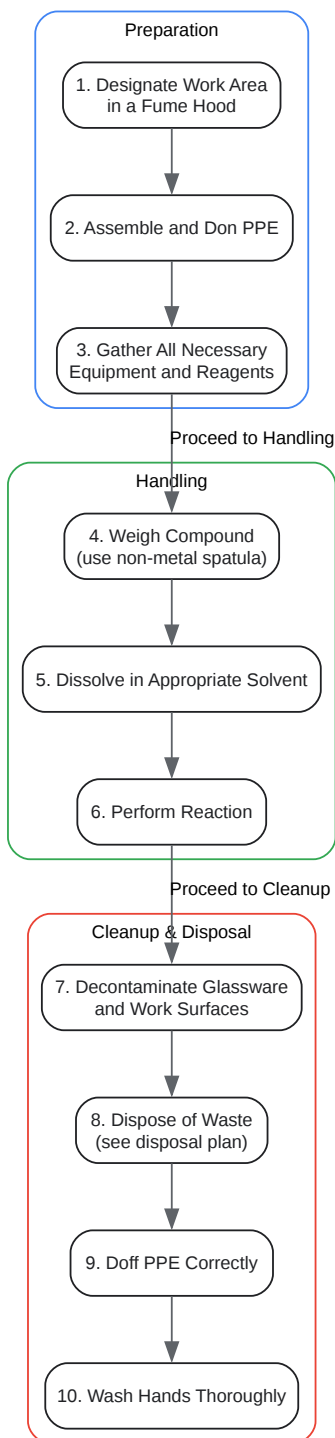 Preparation
1. Designate Work Area
in a Fume Hood
2. Assemble and Don PPE
3. Gather All Necessary
Equipment and Reagents
Proceed to Handling
Handling
4. Weigh Compound
(use non-metal spatula)
5. Dissolve in Appropriate Solvent
6. Perform Reaction
Proceed to Cleanup
Cleanup & Disposal
7. Decontaminate Glassware
and Work Surfaces
8. Dispose of Waste
(see disposal plan)
9. Doff PPE Correctly
10. Wash Hands Thoroughly